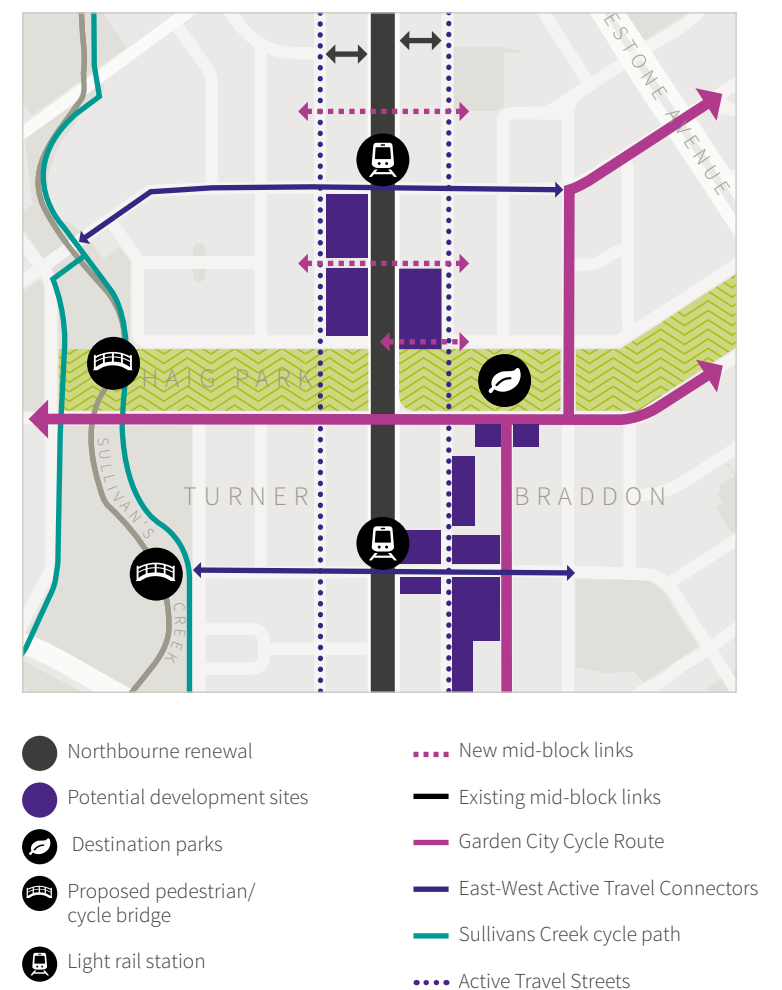 ESTONE AVENUE
HAIG PARK
SULLIVAN'S
CREEK
TURNER
BRADDON
Northbourne renewal
Potential development sites
Destination parks
Proposed pedestrian/
cycle bridge
Light rail station
New mid-block links
Existing mid-block links
Garden City Cycle Route
East-West Active Travel Connectors
Sullivans Creek cycle path
Active Travel Streets